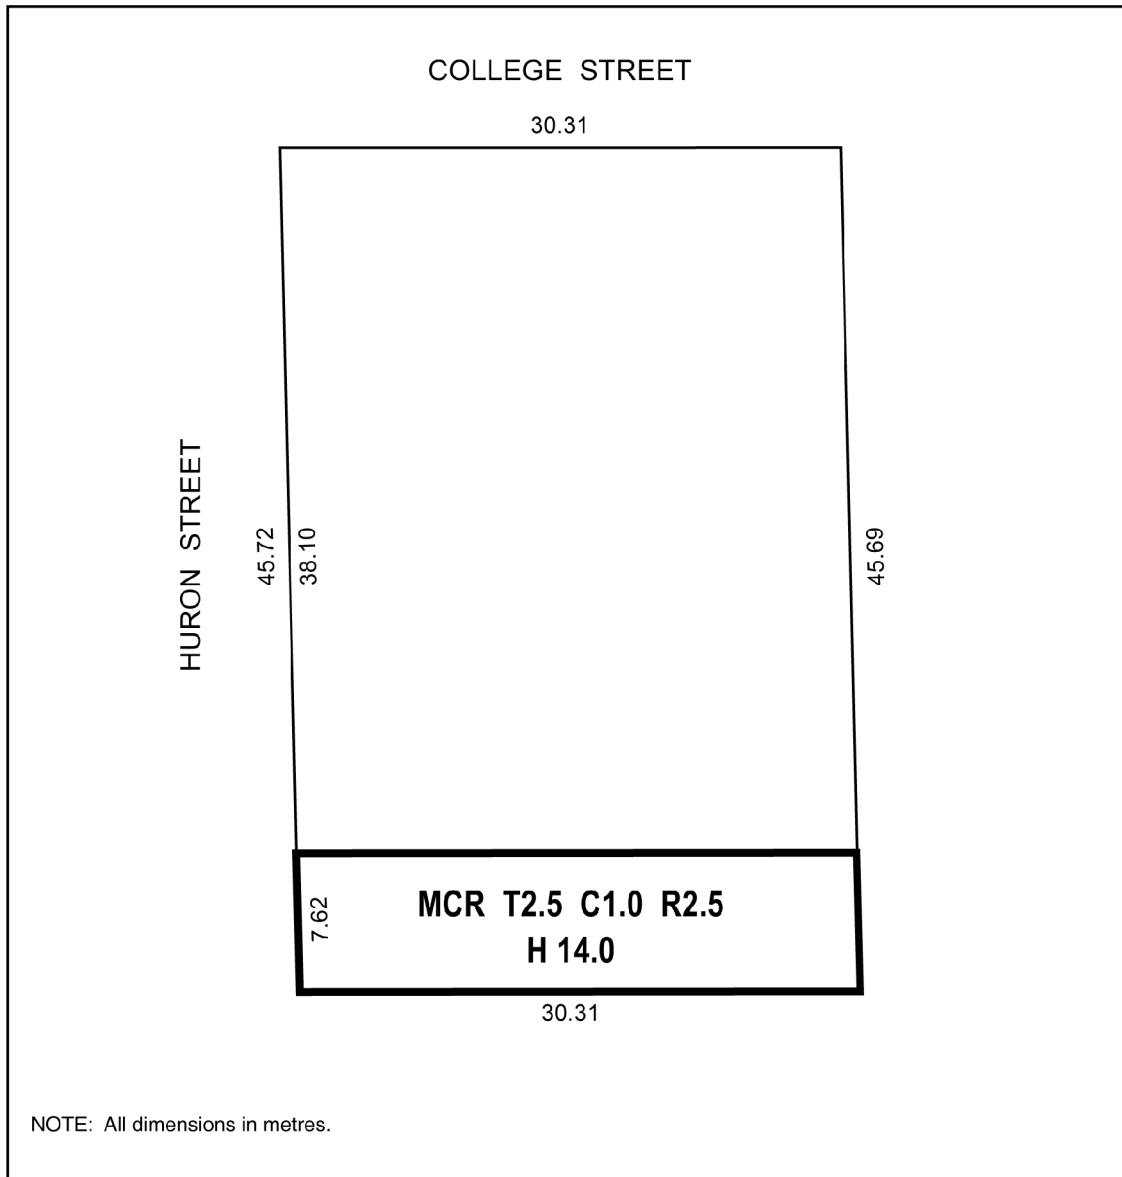 COLLEGE STREET
30.31
HURON STREET
45.72
38.10
45.69
7.62
MCR T2.5 C1.0 R2.5
H 14.0
30.31
NOTE: All dimensions in metres.